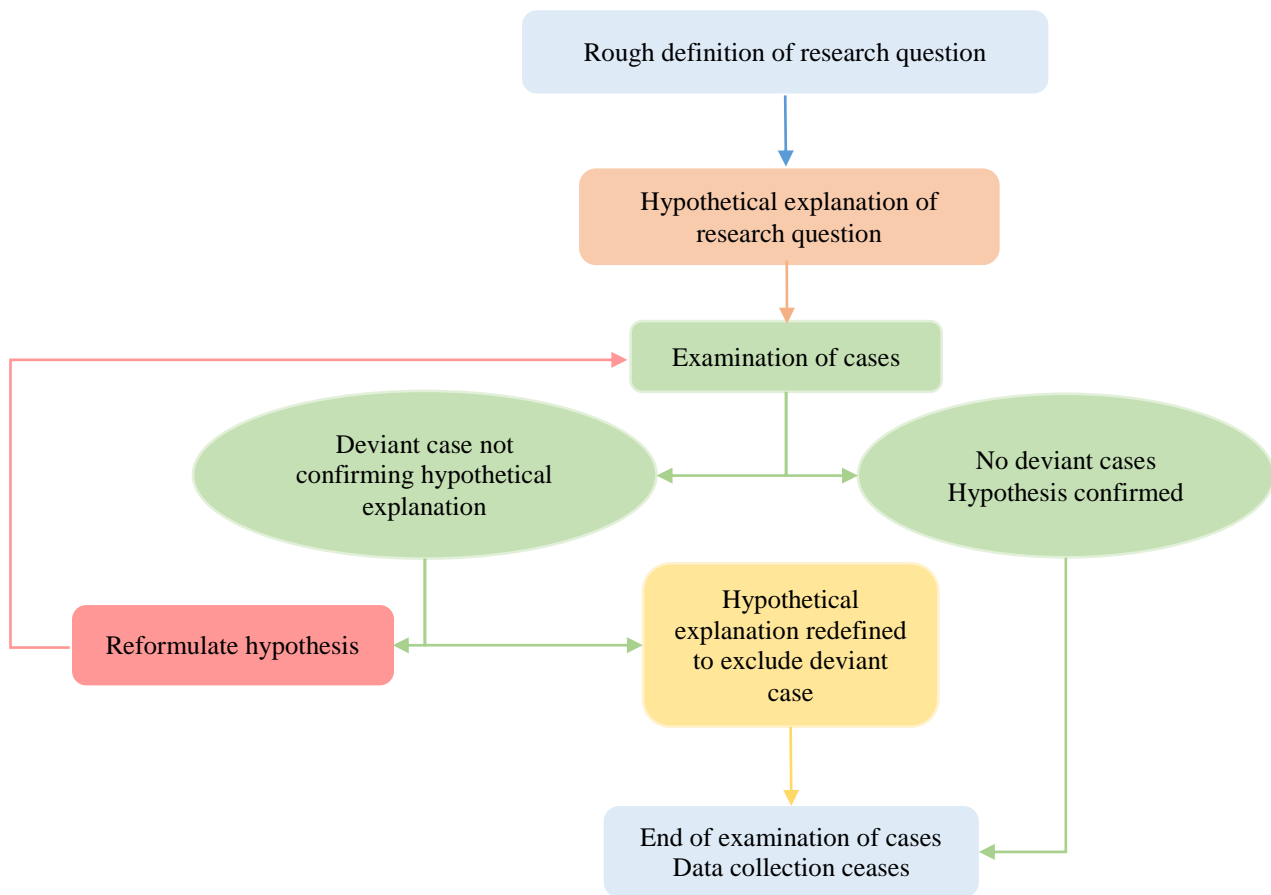 Rough definition of research question
Hypothetical explanation of
research question
Examination of cases
Deviant case not
confirming hypothetical
explanation
No deviant cases
Hypothesis confirmed
Reformulate hypothesis
Hypothetical
explanation redefined
to exclude deviant
case
End of examination of cases
Data collection ceases